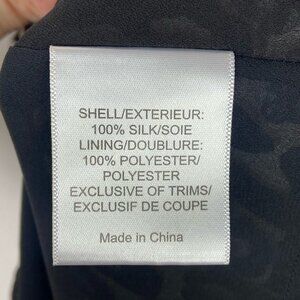 SHELL/EXTERIEUR:
100% SILK/SOIE
LINING/DOUBLURE:
100% POLYESTER/
POLYESTER
EXCLUSIVE OF TRIMS/
EXCLUSIF DE COUPE
Made in China